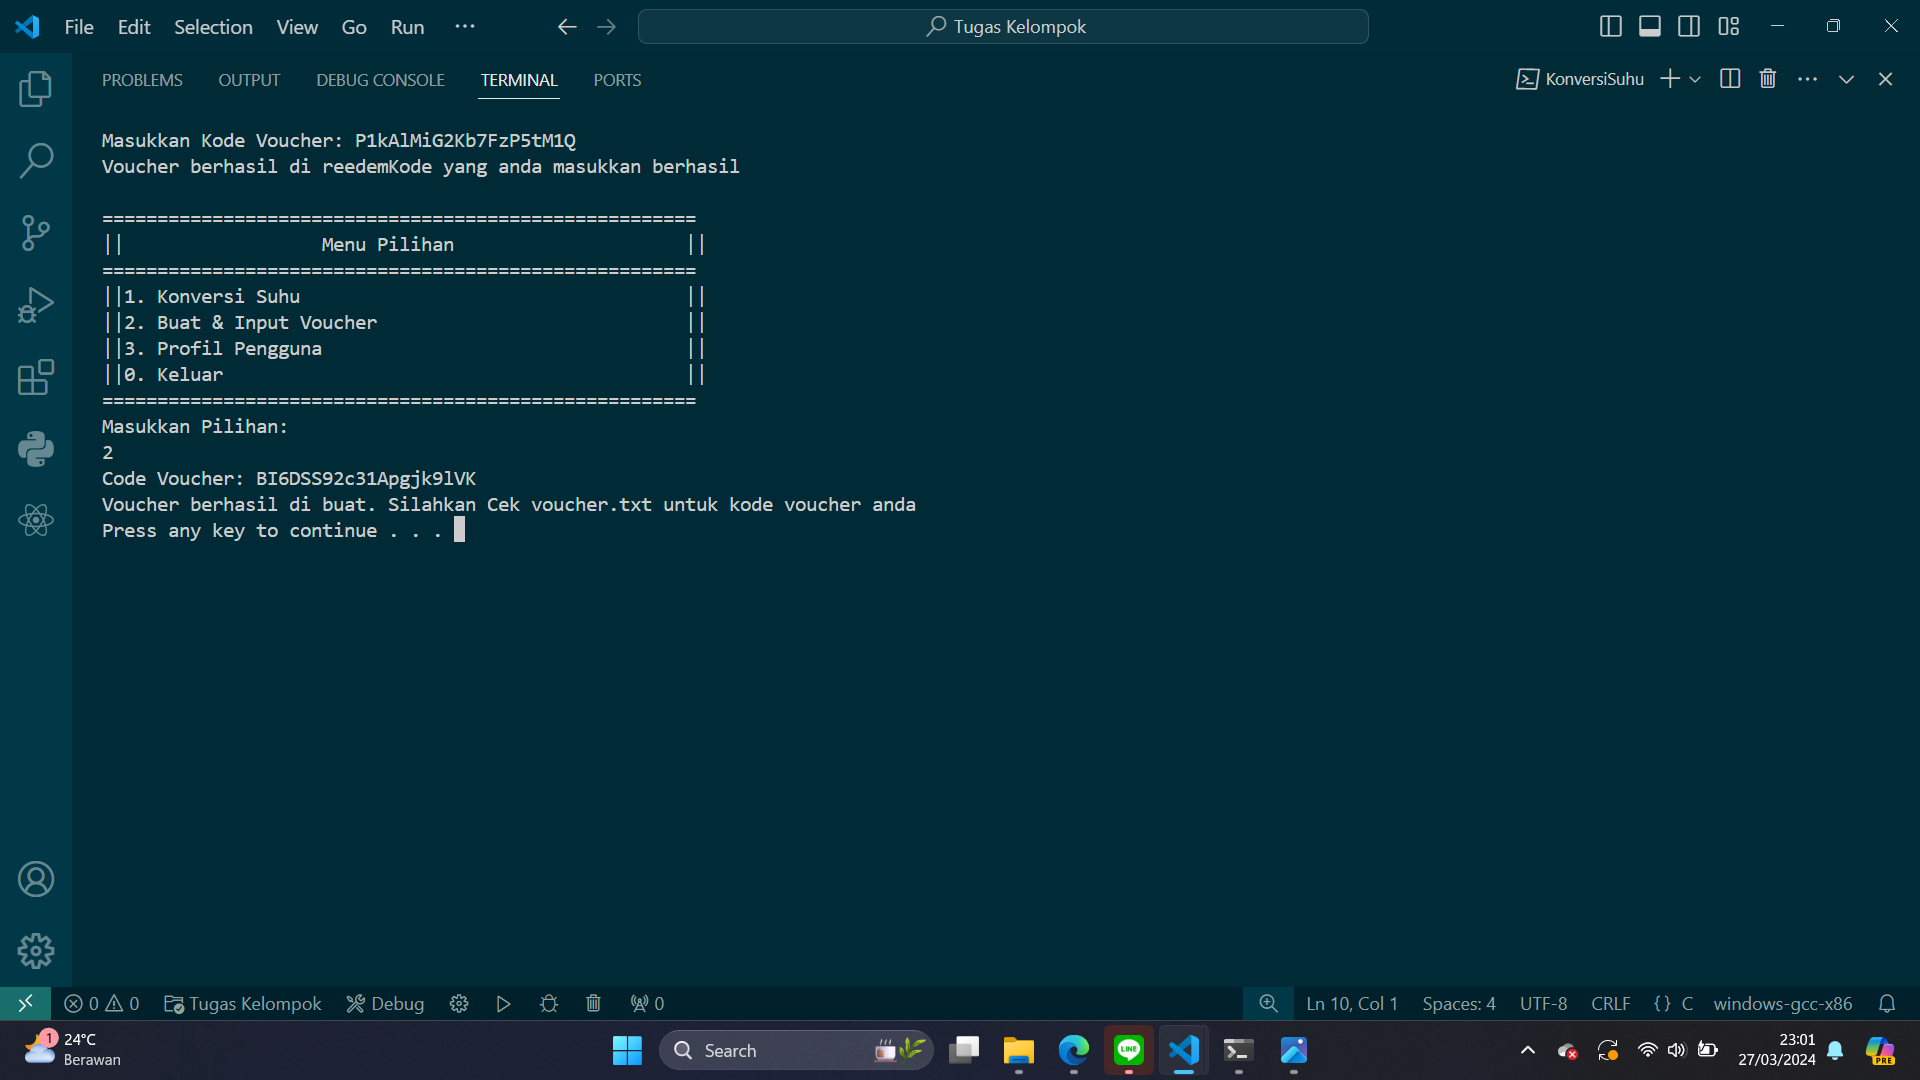 File Edit Selection View Go Run ···
Tugas Kelompok
PROBLEMS OUTPUT DEBUG CONSOLE TERMINAL PORTS
KonversiSuhu
Masukkan Kode Voucher: P1kAlMiG2Kb7FzP5tM1Q
Voucher berhasil di reedemKode yang anda masukkan berhasil
======================================================
||                  Menu Pilihan                     ||
======================================================
||1. Konversi Suhu                                   ||
||2. Buat & Input Voucher                            ||
||3. Profil Pengguna                                 ||
||0. Keluar                                          ||
======================================================
Masukkan Pilihan:
2
Code Voucher: BI6DSS92c31Apgjk9lVK
Voucher berhasil di buat. Silahkan Cek voucher.txt untuk kode voucher anda
Press any key to continue . . .
0 0 Tugas Kelompok Debug 0 Ln 10, Col 1 Spaces: 4 UTF-8 CRLF {} C windows-gcc-x86
1 24°C
Berawan
Search
LINE
PRE
23:01
27/03/2024